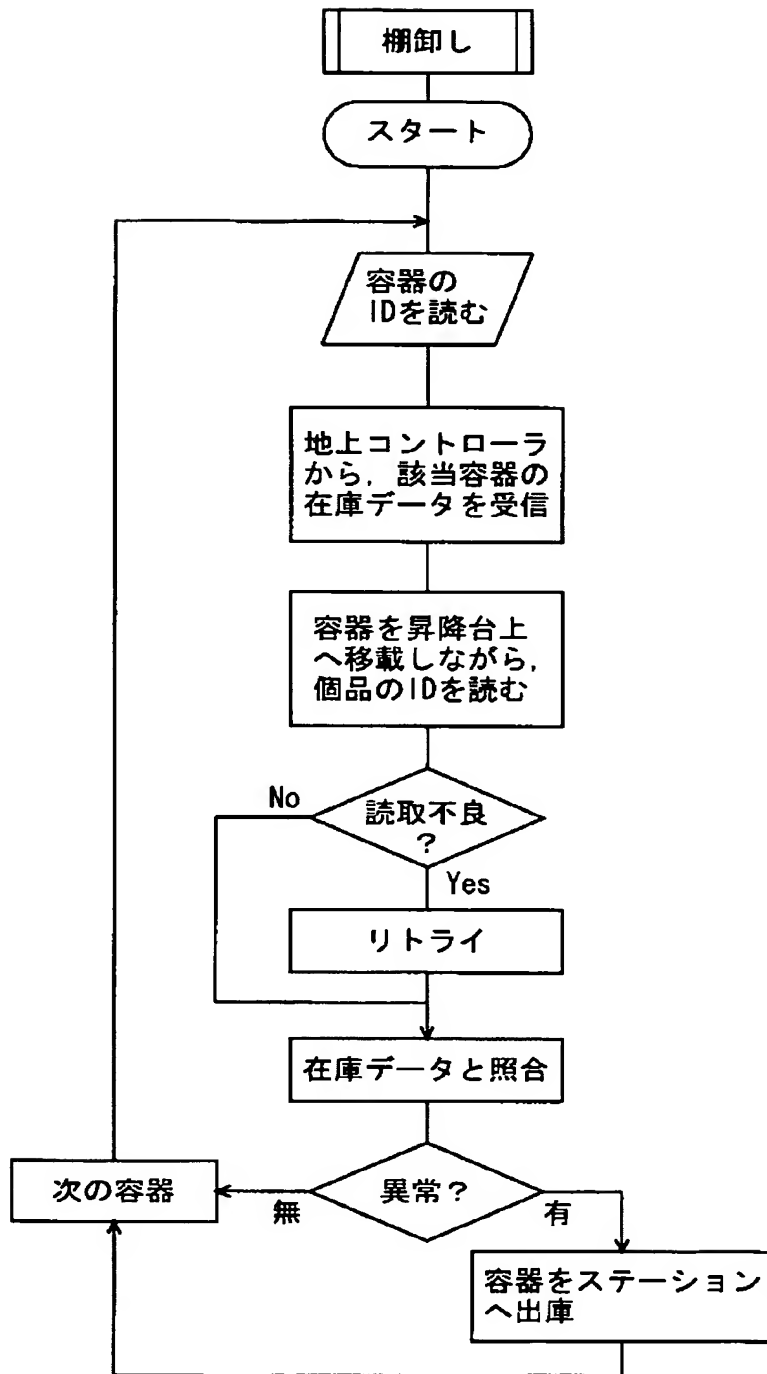 棚卸し
スタート
容器の
IDを読む
地上コントローラ
から，該当容器の
在庫データを受信
容器を昇降台上
へ移載しながら，
個品のIDを読む
No
読取不良
?
Yes
リトライ
在庫データと照合
次の容器
無
異常?
有
容器をステーション
へ出庫